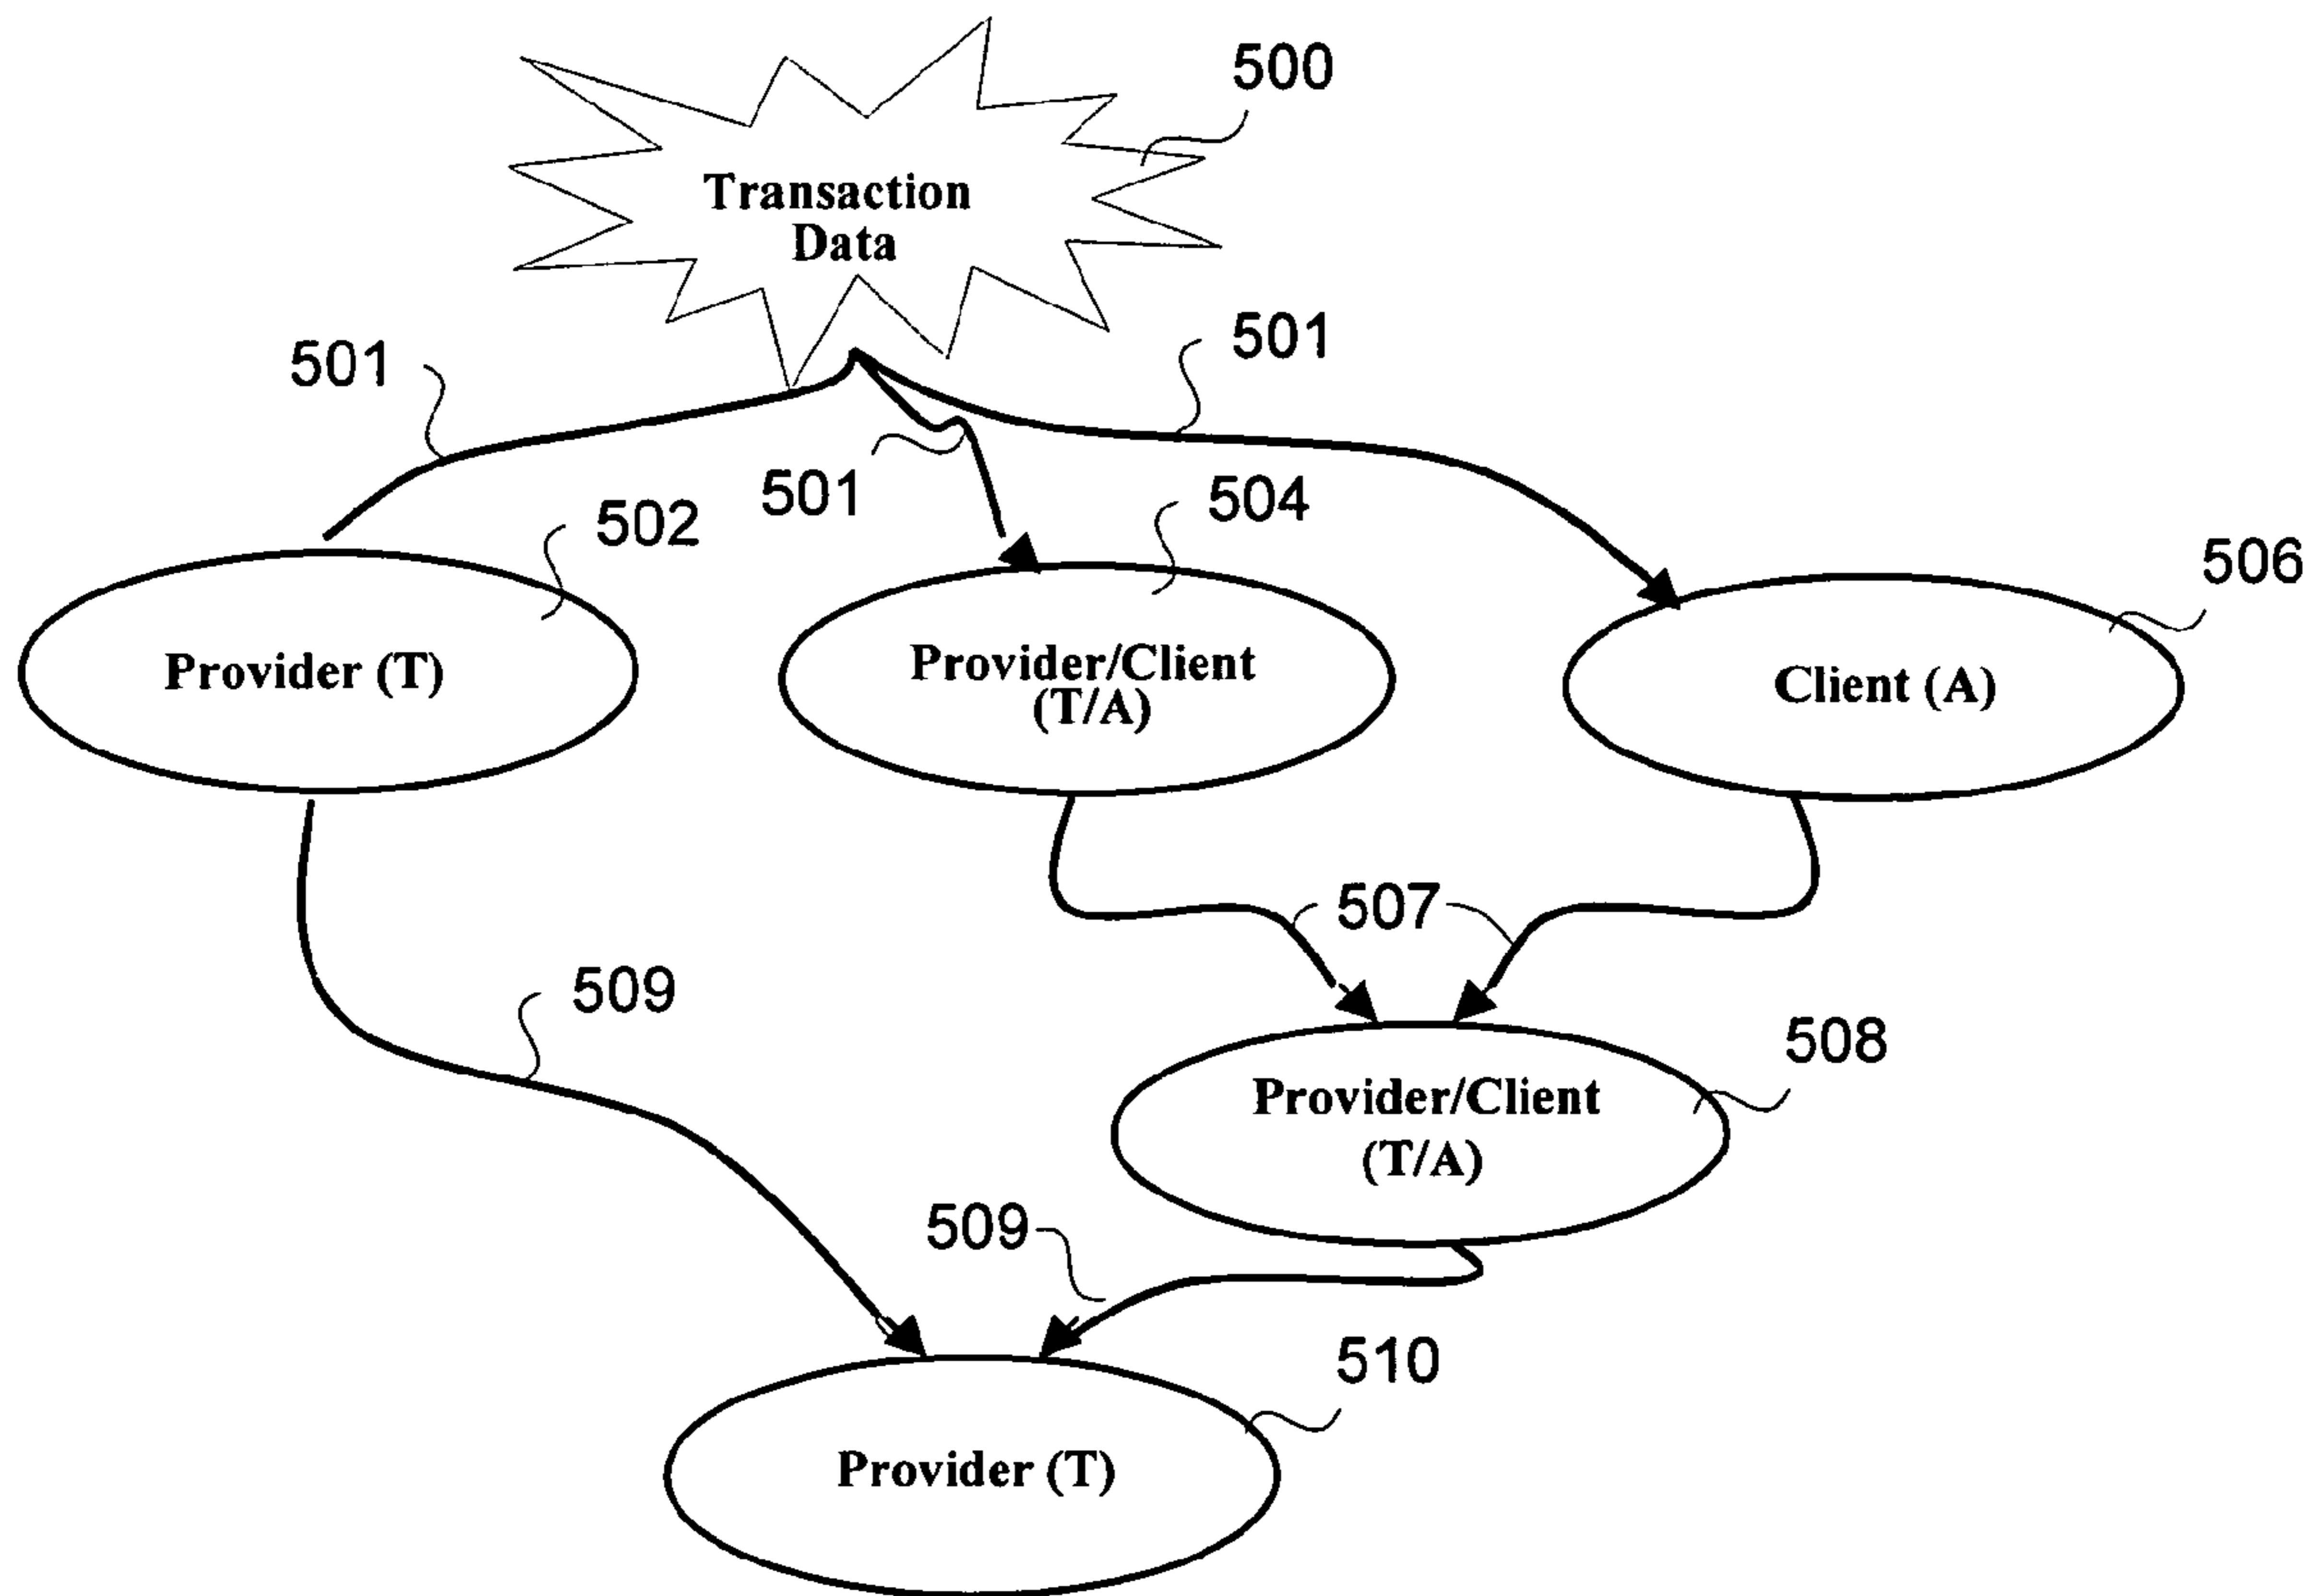 500
Transaction
Data
501
501
501
504
502
506
Provider (T)
Provider/Client
(T/A)
Client (A)
507
509
508
Provider/Client
(T/A)
509
510
Provider (T)